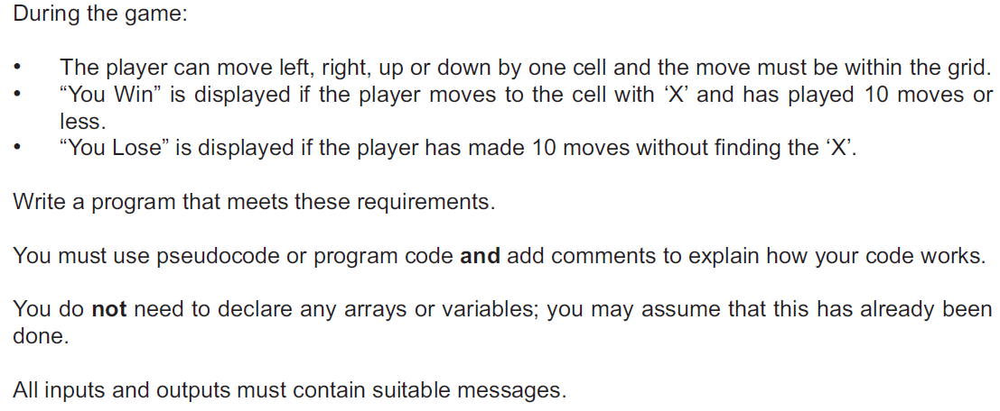 During the game:
• The player can move left, right, up or down by one cell and the move must be within the grid.
• “You Win” is displayed if the player moves to the cell with ‘X’ and has played 10 moves or
less.
• “You Lose” is displayed if the player has made 10 moves without finding the ‘X’.
Write a program that meets these requirements.
You must use pseudocode or program code and add comments to explain how your code works.
You do not need to declare any arrays or variables; you may assume that this has already been
done.
All inputs and outputs must contain suitable messages.